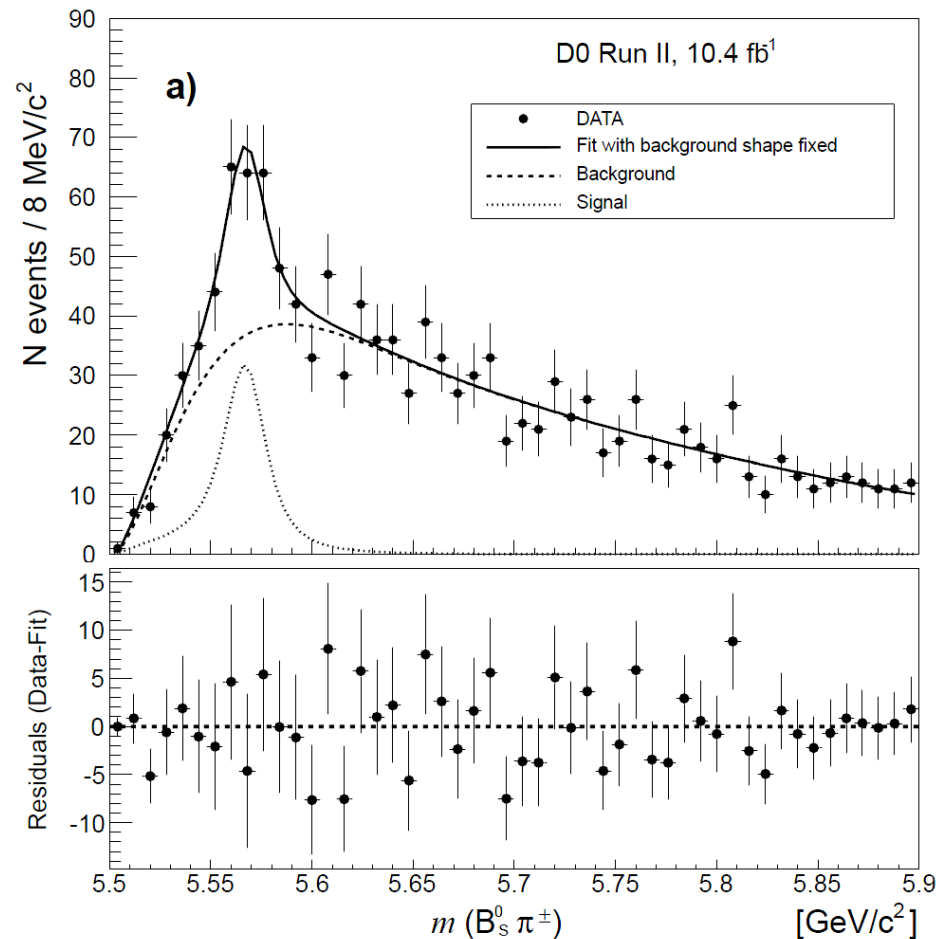 a)
D0 Run II, 10.4 fb⁻¹
DATA
Fit with background shape fixed
Background
Signal
N events / 8 MeV/c²
90
80
70
60
50
40
30
20
10
0
Residuals (Data-Fit)
15
10
5
0
-5
-10
5.5 5.55 5.6 5.65 5.7 5.75 5.8 5.85 5.9
m (B⁰ₛ π±) [GeV/c²]